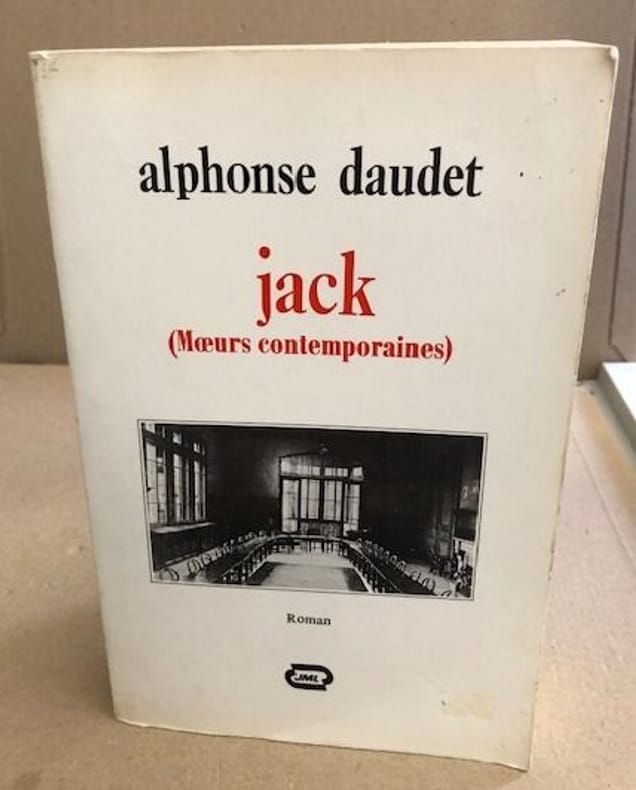 alphonse daudet
jack
(Mœurs contemporaines)
Roman
JML